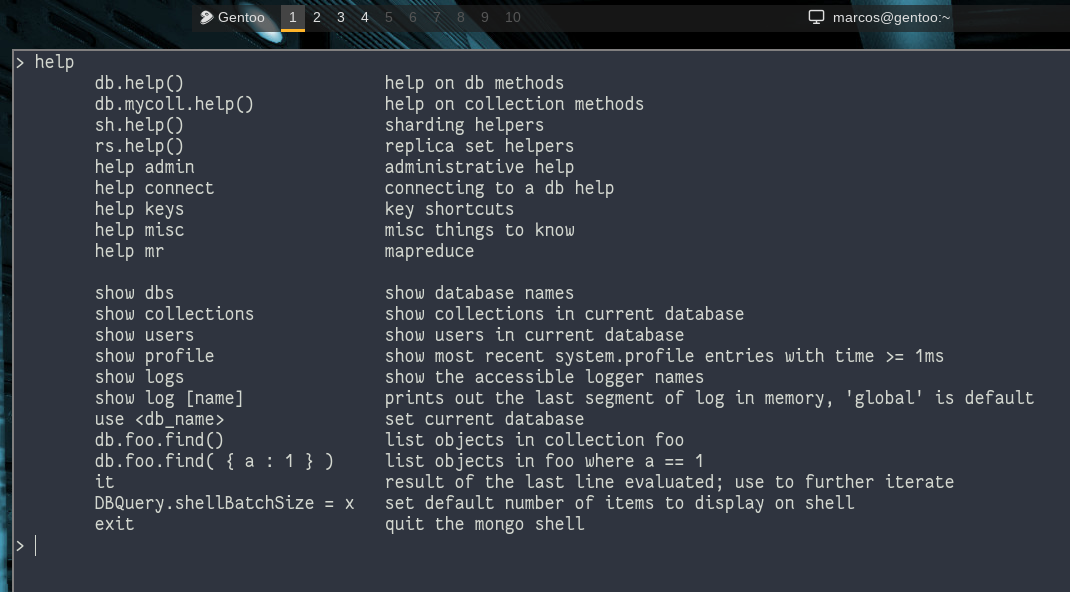 Gentoo 1 2 3 4 5 6 7 8 9 10 marcos@gentoo:~
> help
db.help() help on db methods
db.mycoll.help() help on collection methods
sh.help() sharding helpers
rs.help() replica set helpers
help admin administrative help
help connect connecting to a db help
help keys key shortcuts
help misc misc things to know
help mr mapreduce
show dbs show database names
show collections show collections in current database
show users show users in current database
show profile show most recent system.profile entries with time >= 1ms
show logs show the accessible logger names
show log [name] prints out the last segment of log in memory, 'global' is default
use <db_name> set current database
db.foo.find() list objects in collection foo
db.foo.find( { a : 1 } ) list objects in foo where a == 1
it result of the last line evaluated; use to further iterate
DBQuery.shellBatchSize = x set default number of items to display on shell
exit quit the mongo shell
>